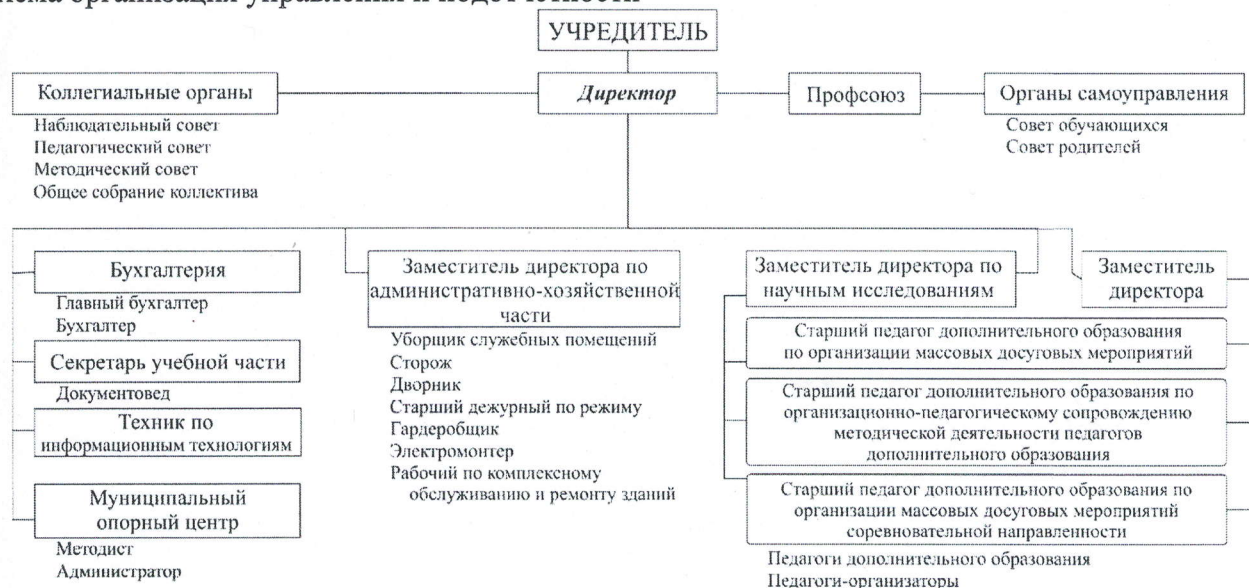 организация управления и подотчетности
УЧРЕДИТЕЛЬ
Коллегиальные органы
Директор
Профсоюз
Органы самоуправления
Наблюдательный совет
Педагогический совет
Методический совет
Общее собрание коллектива
Совет обучающихся
Совет родителей
Бухгалтерия
Главный бухгалтер
Бухгалтер
Секретарь учебной части
Документовед
Техник по
информационным технологиям
Муниципальный
опорный центр
Методист
Администратор
Заместитель директора по
административно-хозяйственной
части
Уборщик служебных помещений
Сторож
Дворник
Старший дежурный по режиму
Гардеробщик
Электромонтер
Рабочий по комплексному
обслуживанию и ремонту зданий
Заместитель директора по
научным исследованиям
Заместитель
директора
Старший педагог дополнительного образования
по организации массовых досуговых мероприятий
Старший педагог дополнительного образования по
организационно-педагогическому сопровождению
методической деятельности педагогов
дополнительного образования
Старший педагог дополнительного образования по
организации массовых досуговых мероприятий
соревновательной направленности
Педагоги дополнительного образования
Педагоги-организаторы